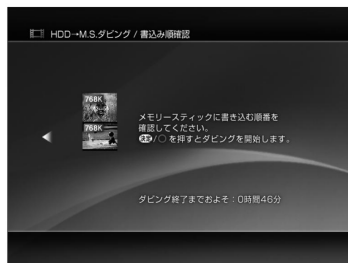 HDD→M.S.ダビング / 書込み順確認
768K
768K
メモリースティックに書き込む順番を
確認してください。
決定/○ を押すとダビングを開始します。
ダビング終了までおよそ：0時間46分